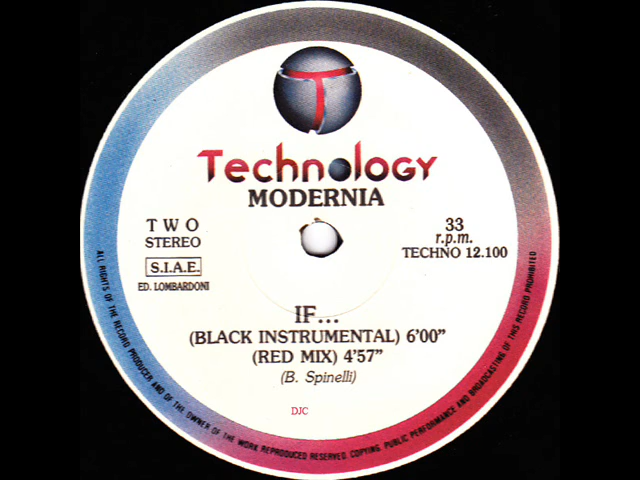 T
Technology
MODERNIA
TWO
STEREO
S.I.A.E.
ED. LOMBARDONI
33
r.p.m.
TECHNO 12.100
IF...
(BLACK INSTRUMENTAL) 6'00"
(RED MIX) 4'57"
(B. Spinelli)
DJC
ALL RIGHTS OF THE RECORD PRODUCER AND OF THE OWNER OF THE WORK REPRODUCED RESERVED. COPYING, PUBLIC PERFORMANCE AND BROADCASTING OF THIS RECORD PROHIBITED